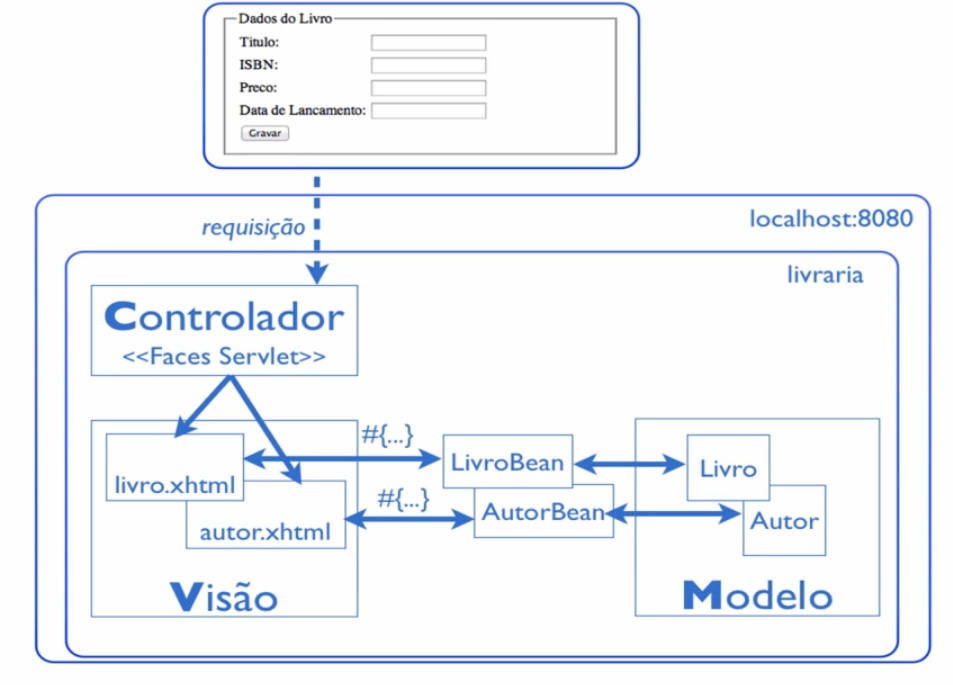 Dados do Livro
Titulo:
ISBN:
Preco:
Data de Lancamento:
Gravar
requisição
localhost:8080
livraria
Controlador
<<Faces Servlet>>
#{...}
LivroBean
Livro
livro.xhtml
#{...}
AutorBean
Autor
autor.xhtml
Visão
Modelo